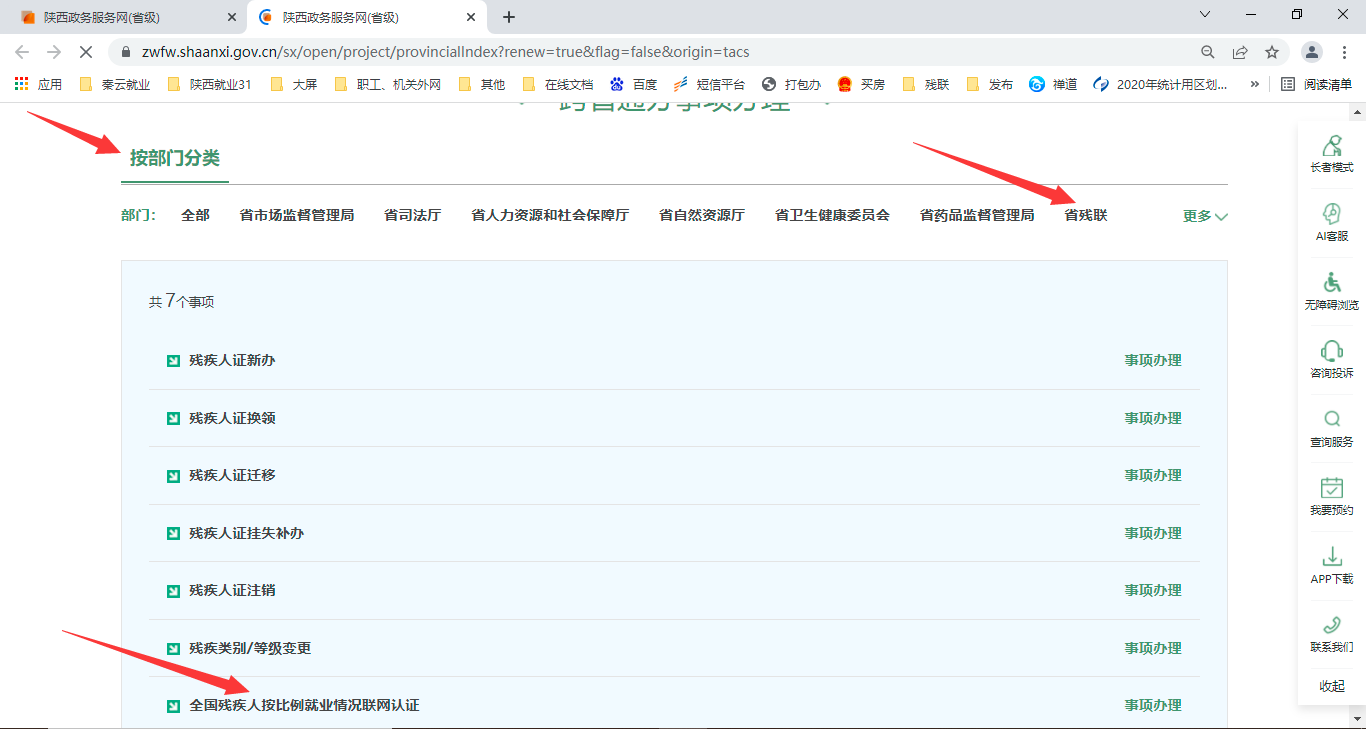 陕西政务服务网(省级)
陕西政务服务网(省级)
zwfw.shaanxi.gov.cn/sx/open/project/provincialIndex?renew=true&flag=false&origin=tacs
应用 秦云就业 陕西就业31 大屏 职工、机关外网 其他 在线文档 百度 短信平台 打包办 买房 残联 发布 禅道 2020年统计用区划... » 阅读清单
跨省通办事项办理
按部门分类
部门： 全部 省市场监督管理局 省司法厅 省人力资源和社会保障厅 省自然资源厅 省卫生健康委员会 省药品监督管理局 省残联 更多
共 7个事项
残疾人证新办 事项办理
残疾人证换领 事项办理
残疾人证迁移 事项办理
残疾人证挂失补办 事项办理
残疾人证注销 事项办理
残疾类别/等级变更 事项办理
全国残疾人按比例就业情况联网认证 事项办理
长者模式
AI客服
无障碍浏览
咨询投诉
查询服务
我要预约
APP下载
联系我们
收起